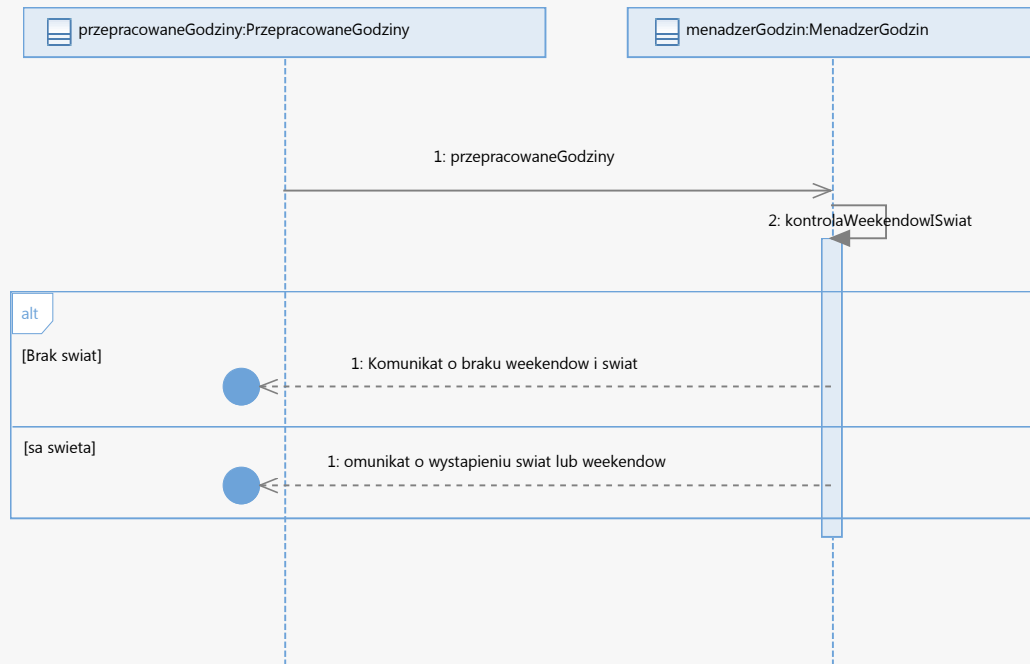 przepracowaneGodziny:PrzepracowaneGodziny
menadzerGodzin:MenadzerGodzin
1: przepracowaneGodziny
2: kontrolaWeekendowISwiat
alt
[Brak swiat]
1: Komunikat o braku weekendow i swiat
[sa swieta]
1: omunikat o wystapieniu swiat lub weekendow